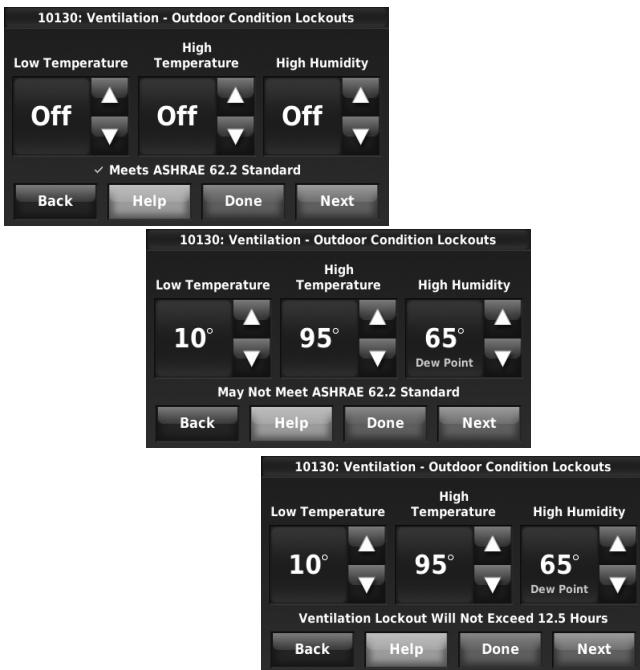 10130: Ventilation - Outdoor Condition Lockouts
Low Temperature High Temperature High Humidity
Off Off Off
✓ Meets ASHRAE 62.2 Standard
Back Help Done Next
10130: Ventilation - Outdoor Condition Lockouts
Low Temperature High Temperature High Humidity
10° 95° 65°
Dew Point
May Not Meet ASHRAE 62.2 Standard
Back Help Done Next
10130: Ventilation - Outdoor Condition Lockouts
Low Temperature High Temperature High Humidity
10° 95° 65°
Dew Point
Ventilation Lockout Will Not Exceed 12.5 Hours
Back Help Done Next